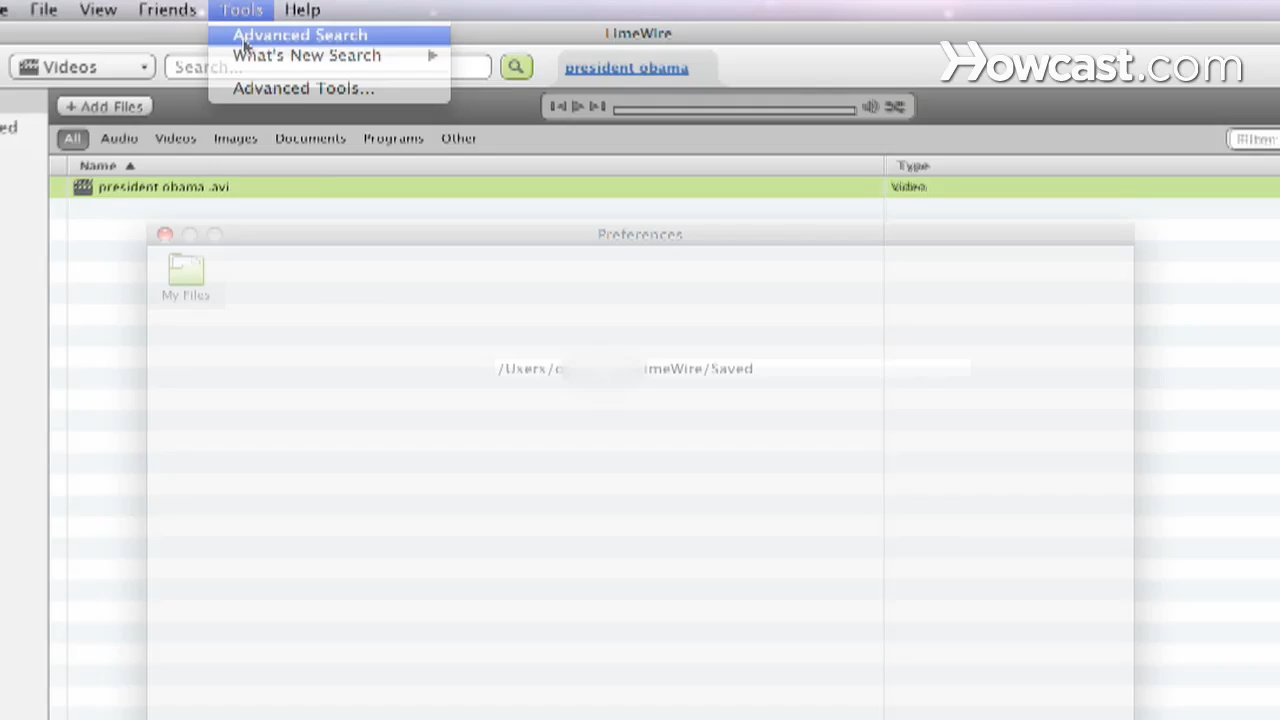 File View Friends Tools Help
Advanced Search
LimeWire
What's New Search
Videos
Search...
president obama
Howcast.com
Advanced Tools...
+ Add Files
All Audio Videos Images Documents Programs Other
Filter
Name Type
president obama .avi Video
Preferences
My Files
/Users/ imeWire/Saved